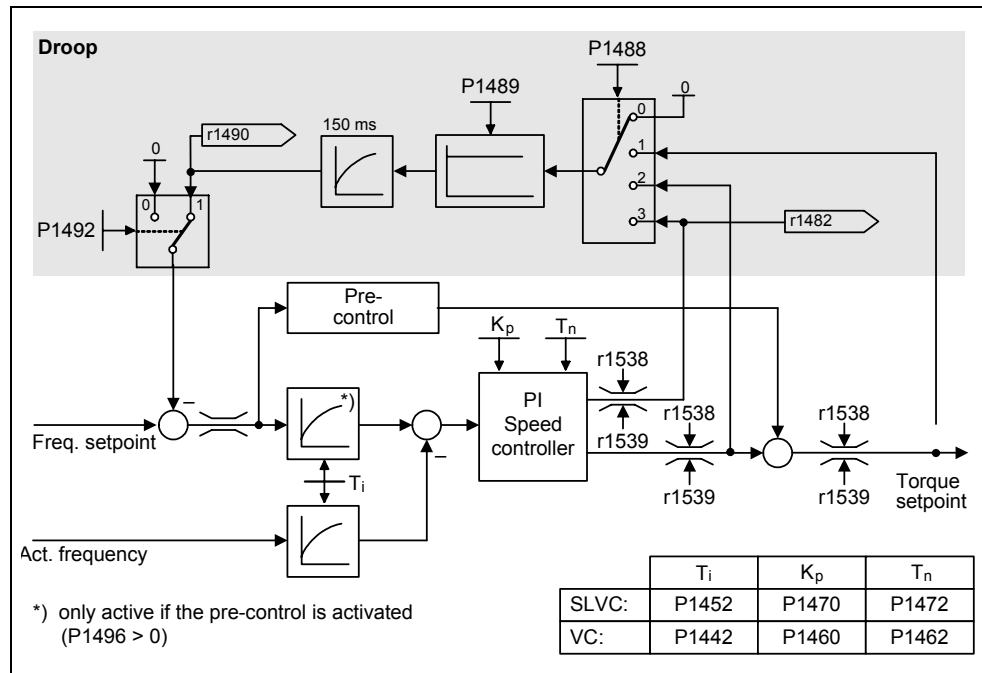 Droop
P1488
P1489
0
150 ms
0
r1490
1
0
2
0
1
3
r1482
P1492
Pre-
control
Kp
Tn
r1538
PI
Speed
controller
*)
r1538
r1538
–
Freq. setpoint
r1539
–
Ti
r1539
r1539
Torque
setpoint
Act. frequency
Ti Kp Tn
SLVC: P1452 P1470 P1472
VC: P1442 P1460 P1462
*) only active if the pre-control is activated
(P1496 > 0)